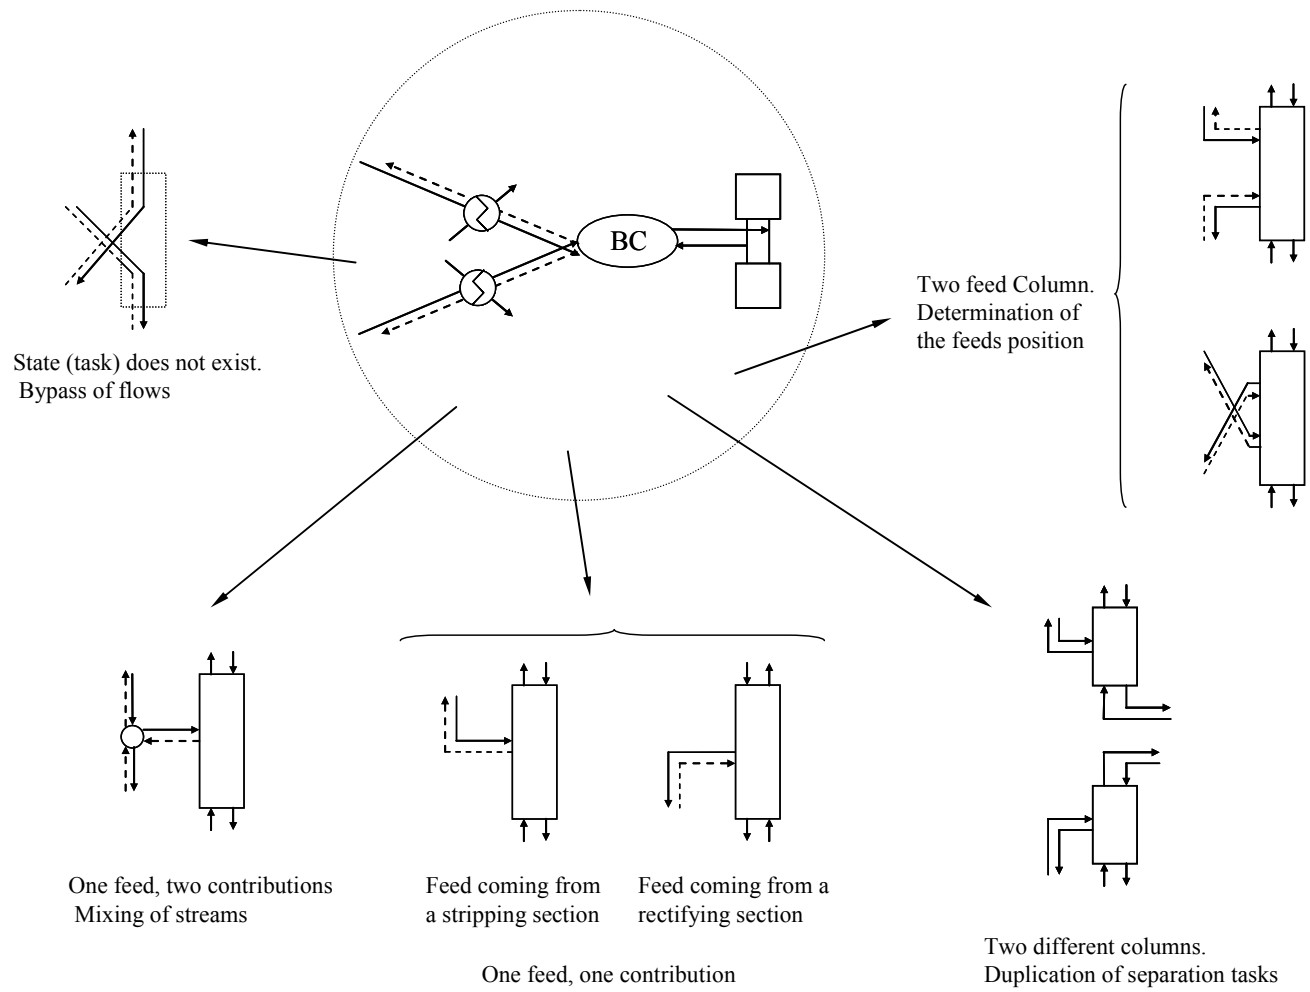 BC
Two feed Column.
Determination of
the feeds position
State (task) does not exist.
Bypass of flows
One feed, two contributions
Mixing of streams
Feed coming from
a stripping section
Feed coming from a
rectifying section
One feed, one contribution
Two different columns.
Duplication of separation tasks